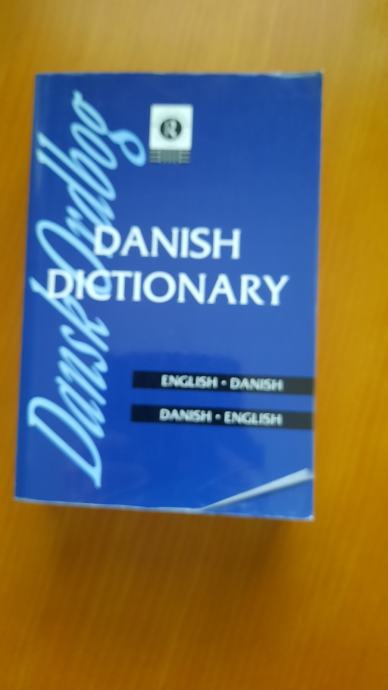 Dansk Ordbog
R
DANISH
DICTIONARY
ENGLISH • DANISH
DANISH • ENGLISH